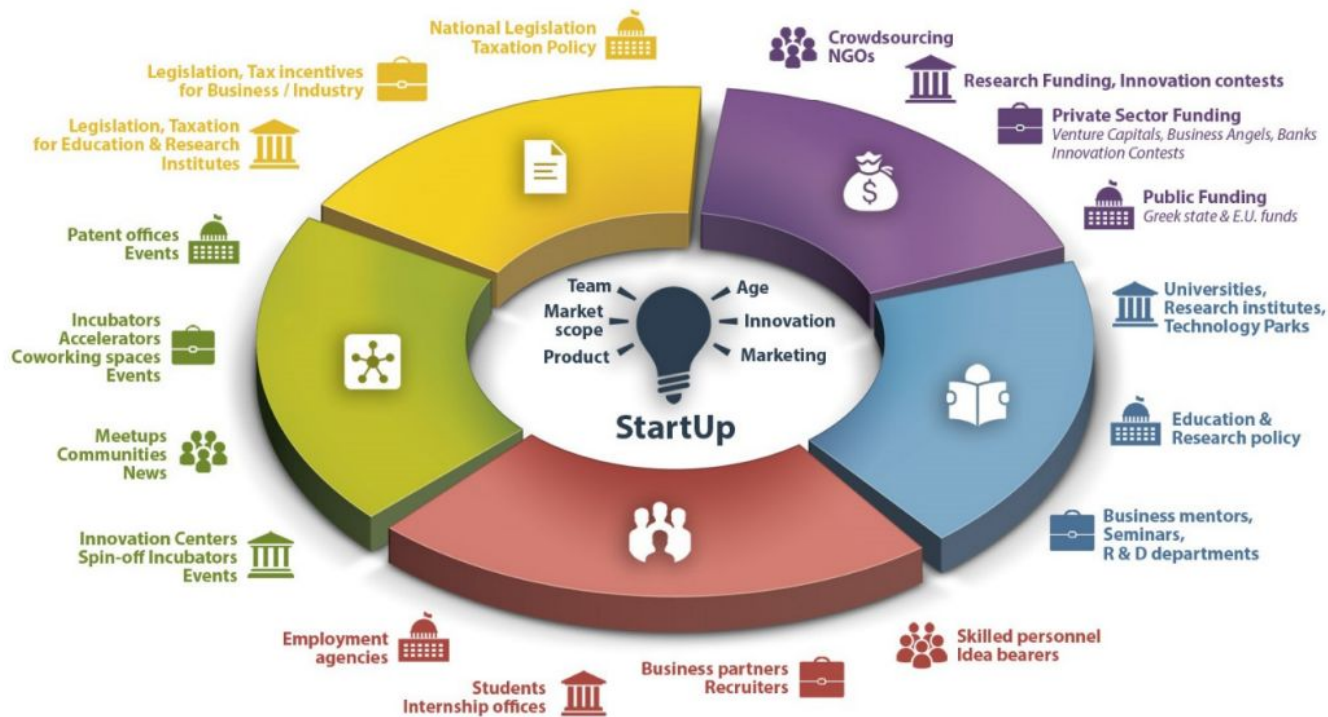 National Legislation
Taxation Policy
Legislation, Tax incentives
for Business / Industry
Legislation, Taxation
for Education & Research
Institutes
Crowdsourcing
NGOs
Research Funding, Innovation contests
Private Sector Funding
Venture Capitals, Business Angels, Banks
Innovation Contests
Public Funding
Greek state & E.U. funds
$
Patent offices
Events
Incubators
Accelerators
Coworking spaces
Events
Meetups
Communities
News
Innovation Centers
Spin-off Incubators
Events
Team
Market
scope
Product
Age
Innovation
Marketing
StartUp
Universities,
Research institutes,
Technology Parks
Education &
Research policy
Business mentors,
Seminars,
R & D departments
Employment
agencies
Students
Internship offices
Business partners
Recruiters
Skilled personnel
Idea bearers